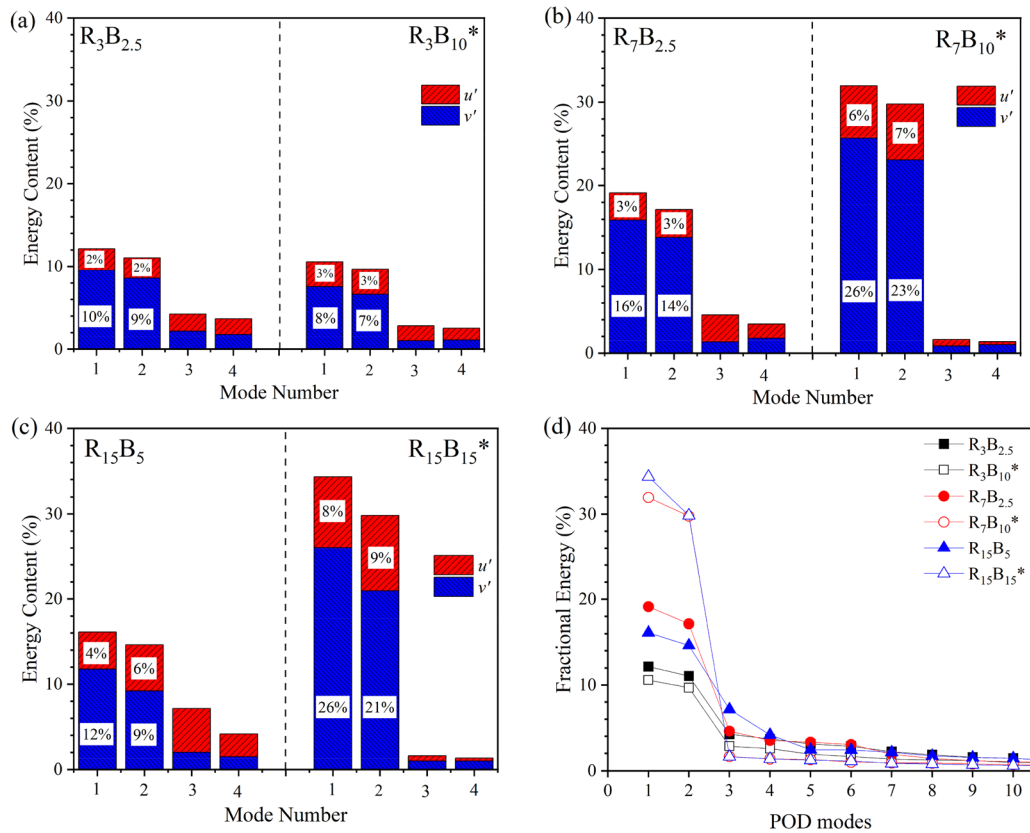 (a)
R₃B₂.₅
R₃B₁₀*
u'
v'
Energy Content (%)
40
30
20
10
0
2%
2%
3%
3%
10%
9%
8%
7%
1 2 3 4 1 2 3 4
Mode Number
(b)
R₇B₂.₅
R₇B₁₀*
u'
v'
Energy Content (%)
40
30
20
10
0
3%
3%
6%
7%
16%
14%
26%
23%
1 2 3 4 1 2 3 4
Mode Number
(c)
R₁₅B₅
R₁₅B₁₅*
u'
v'
Energy Content (%)
40
30
20
10
0
4%
6%
8%
9%
12%
9%
26%
21%
1 2 3 4 1 2 3 4
Mode Number
(d)
R₃B₂.₅
R₃B₁₀*
R₇B₂.₅
R₇B₁₀*
R₁₅B₅
R₁₅B₁₅*
Fractional Energy (%)
40
30
20
10
0
0 1 2 3 4 5 6 7 8 9 10
POD modes